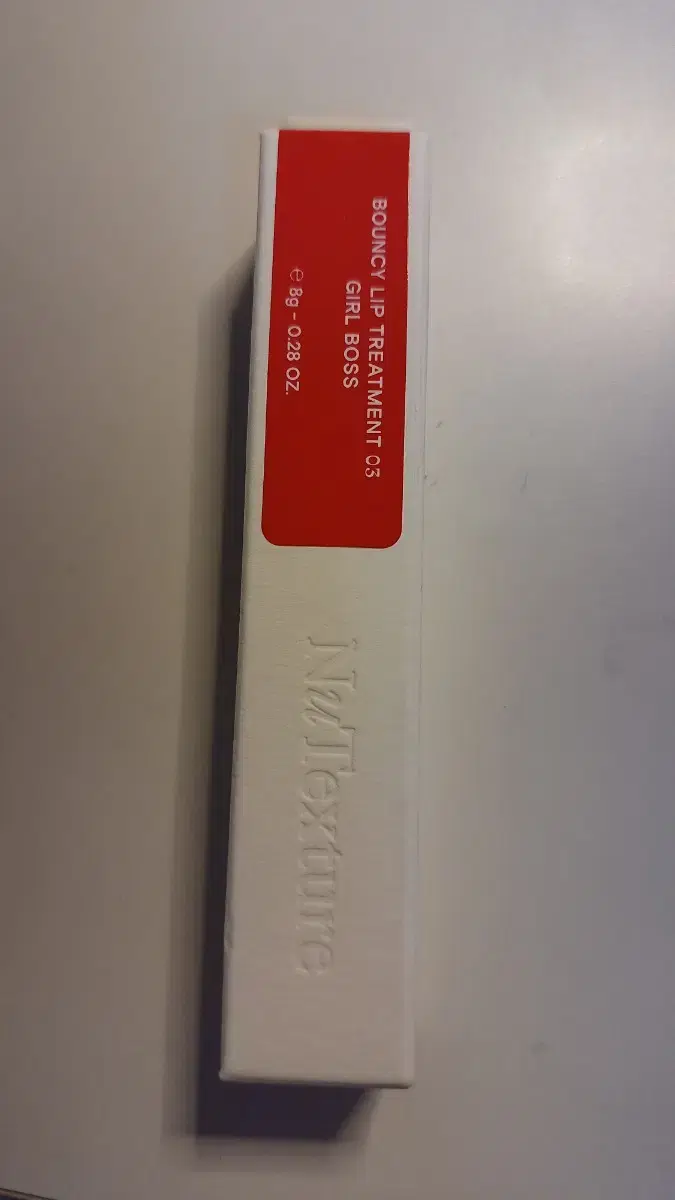 BOUNCY LIP TREATMENT 03
GIRL BOSS
℮ 8g - 0.28 OZ.
NuTexture